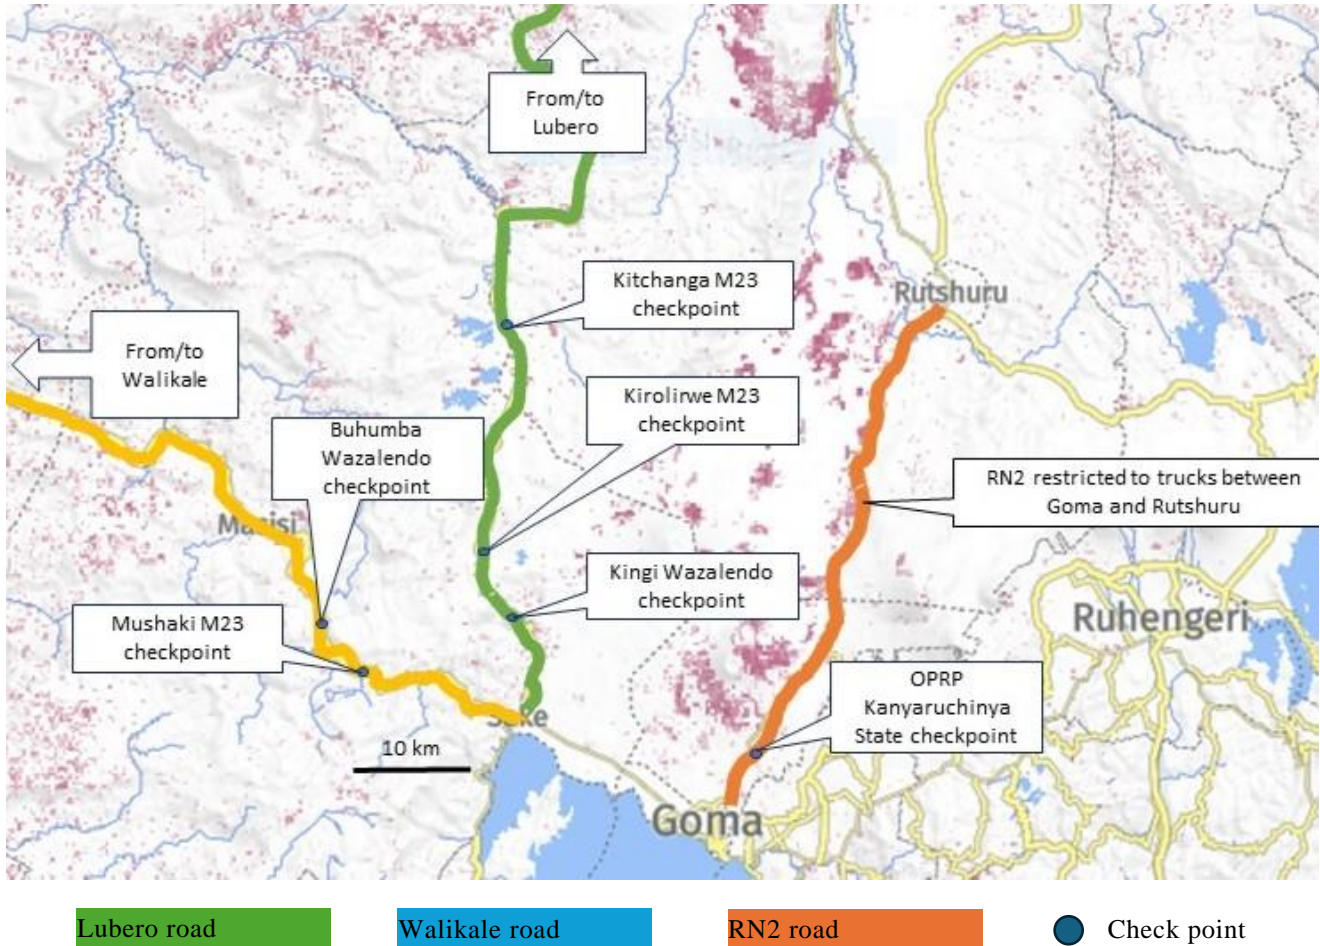 From/to
Lubero
Kitchanga M23
checkpoint
Rutshuru
From/to
Walikale
Kirolirwe M23
checkpoint
Buhumba
Wazalendo
checkpoint
RN2 restricted to trucks between
Goma and Rutshuru
Masisi
Kingi Wazalendo
checkpoint
Ruhengeri
Mushaki M23
checkpoint
OPRP
Kanyaruchinya
State checkpoint
Sake
10 km
Goma
Lubero road
Walikale road
RN2 road
Check point